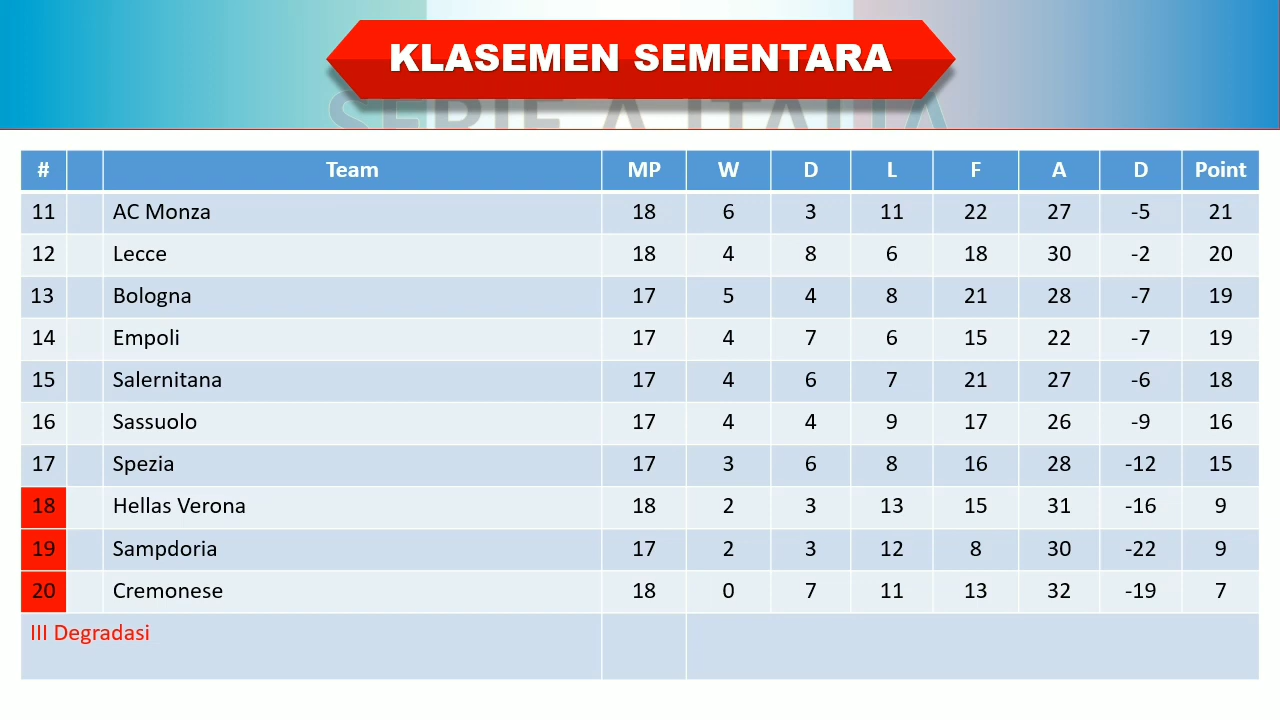 KLASEMEN SEMENTARA
SERIE A ITALIA
# Team MP W D L F A D Point
11 AC Monza 18 6 3 11 22 27 -5 21
12 Lecce 18 4 8 6 18 30 -2 20
13 Bologna 17 5 4 8 21 28 -7 19
14 Empoli 17 4 7 6 15 22 -7 19
15 Salernitana 17 4 6 7 21 27 -6 18
16 Sassuolo 17 4 4 9 17 26 -9 16
17 Spezia 17 3 6 8 16 28 -12 15
18 Hellas Verona 18 2 3 13 15 31 -16 9
19 Sampdoria 17 2 3 12 8 30 -22 9
20 Cremonese 18 0 7 11 13 32 -19 7
III Degradasi